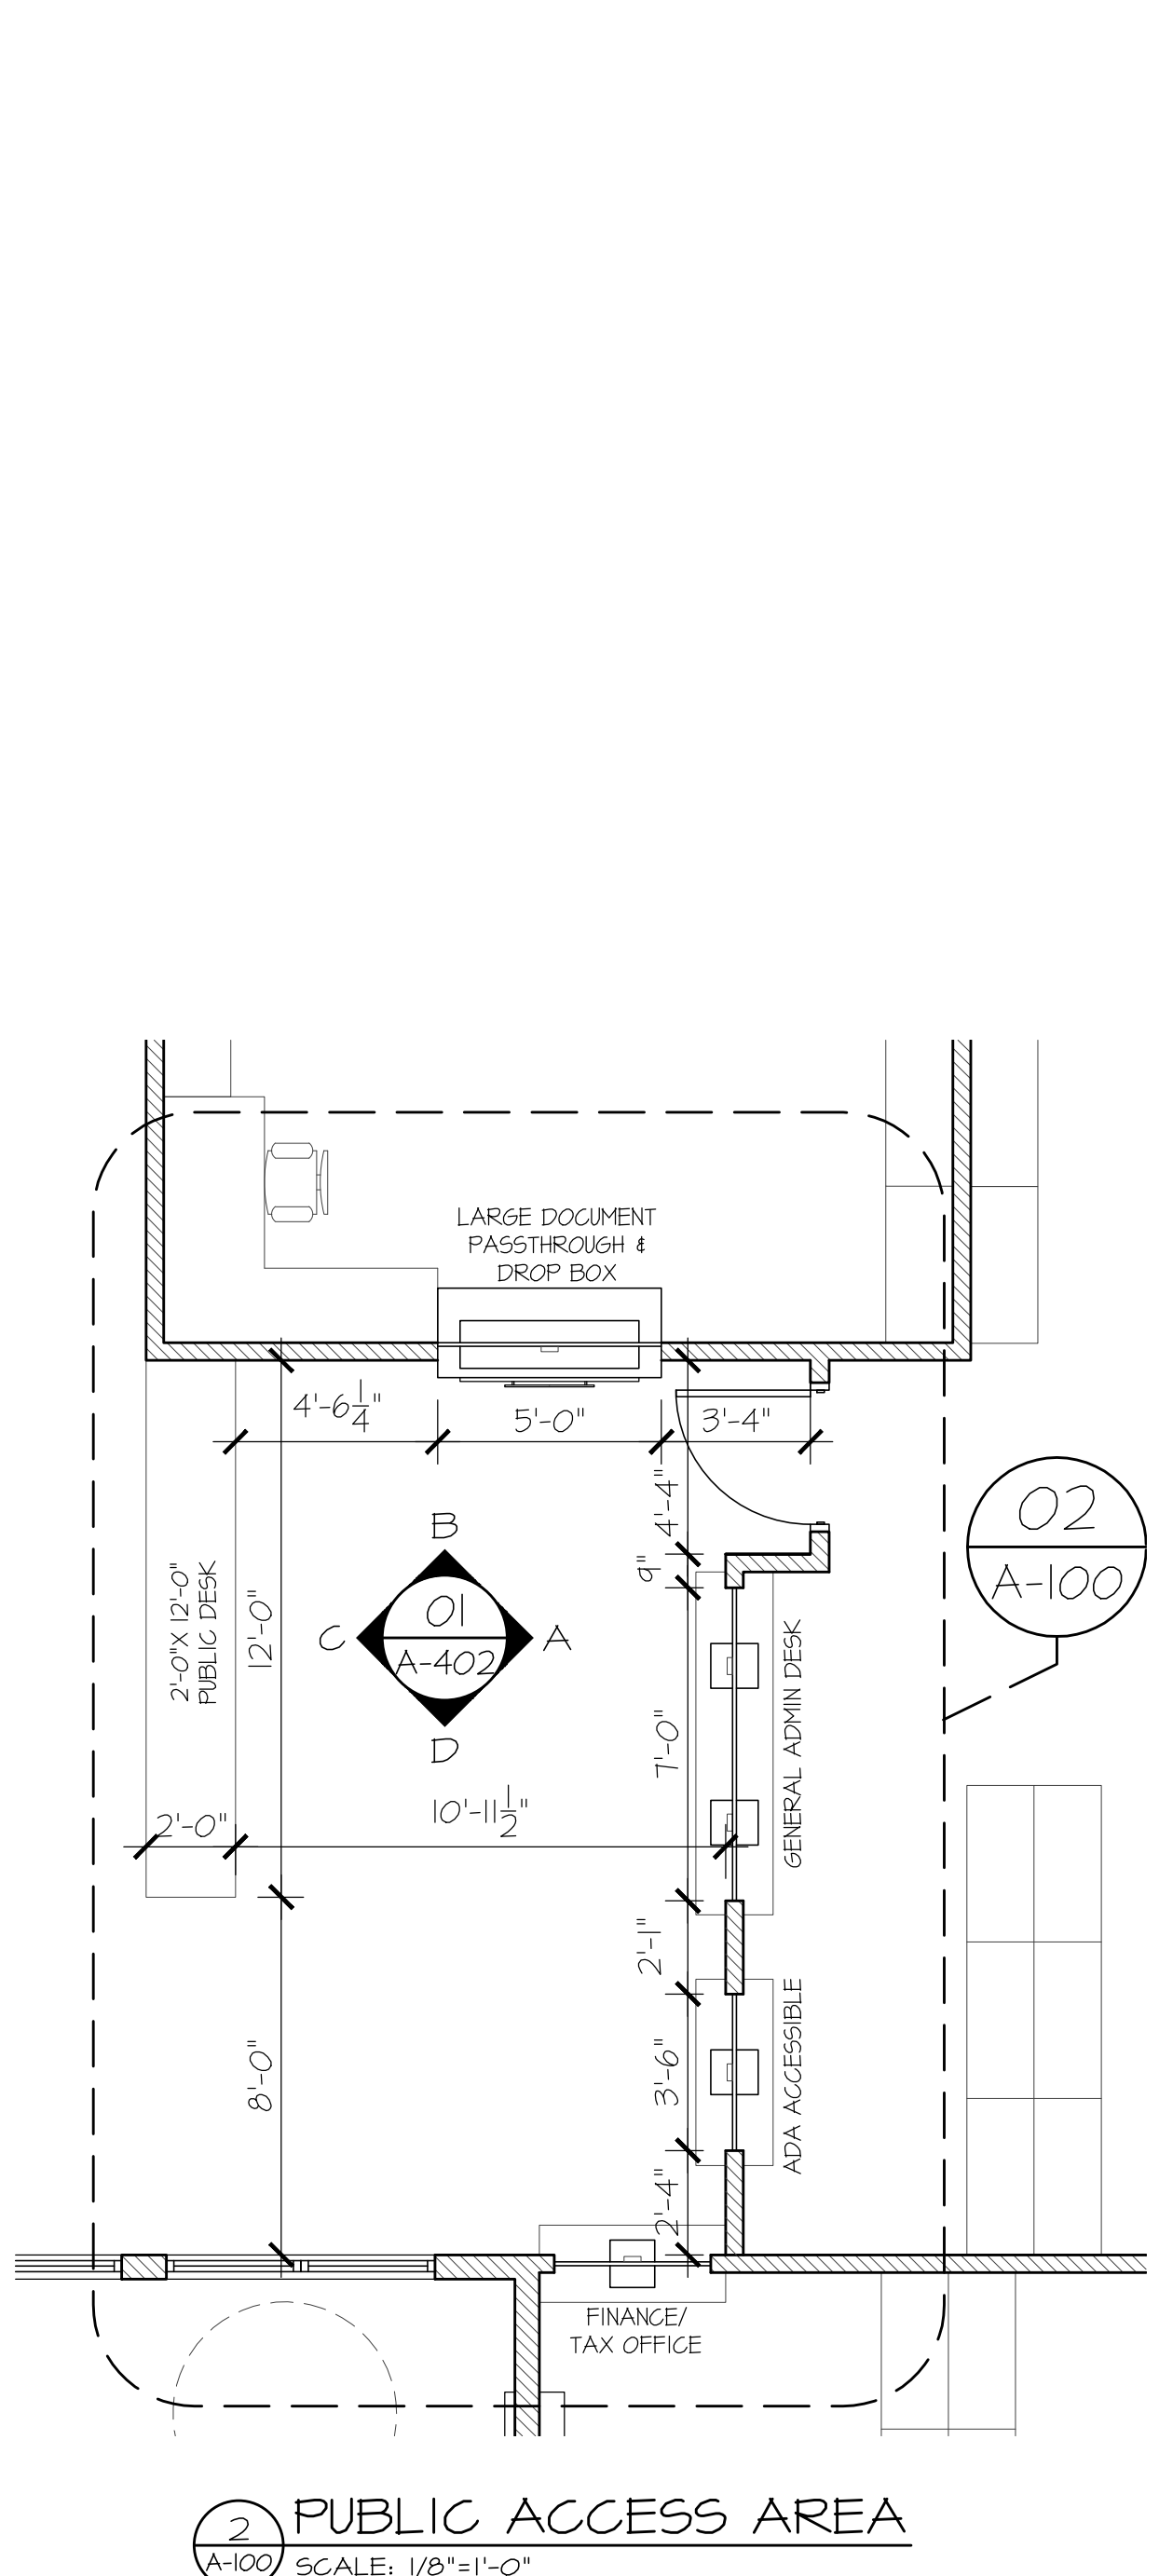 LARGE DOCUMENT
PASSTHROUGH &
DROP BOX
4'-6 1/4"
5'-0"
3'-4"
4'-4"
9"
B
C
01
A-402
A
D
02
A-100
2'-0"X 12'-0"
PUBLIC DESK
12'-0"
7'-0"
GENERAL ADMIN DESK
2'-0"
10'-11 1/2"
2'-1"
8'-0"
3'-6"
ADA ACCESSIBLE
2'-4"
FINANCE/
TAX OFFICE
2
A-100
PUBLIC ACCESS AREA
SCALE: 1/8"=1'-0"